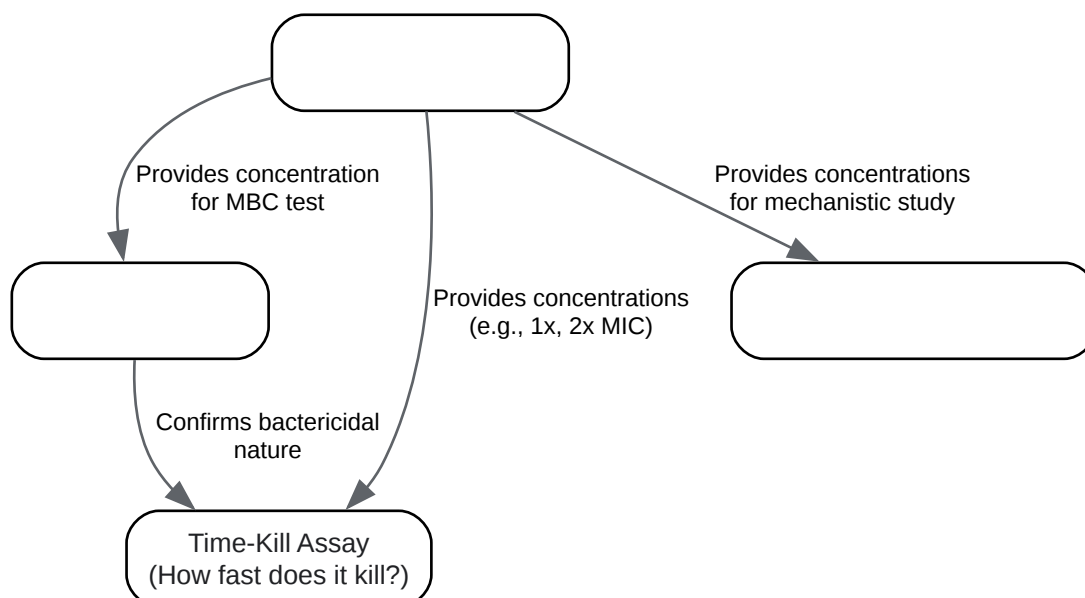 Provides concentration
for MBC test
Provides concentrations
for mechanistic study
Provides concentrations
(e.g., 1x, 2x MIC)
Confirms bactericidal
nature
Time-Kill Assay
(How fast does it kill?)